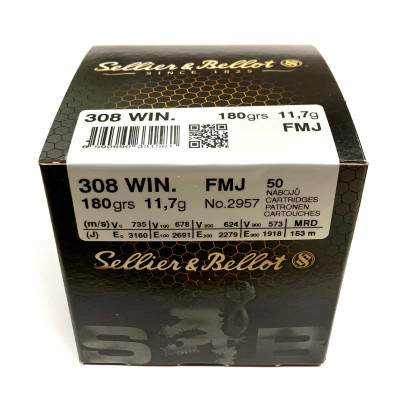 Sellier & Bellot S
SINCE 1825
308 WIN. 180grs 11,7g
FMJ
308 WIN. FMJ 50
NÁBOJŮ
180grs 11,7g No.2957 CARTRIDGES
PATRONEN
CARTOUCHES
(m/s) V0 735 V100 678 V200 624 V300 573 MRD
(J) E0 3160 E100 2691 E200 2279 E300 1918 153 m
Sellier & Bellot S
S B